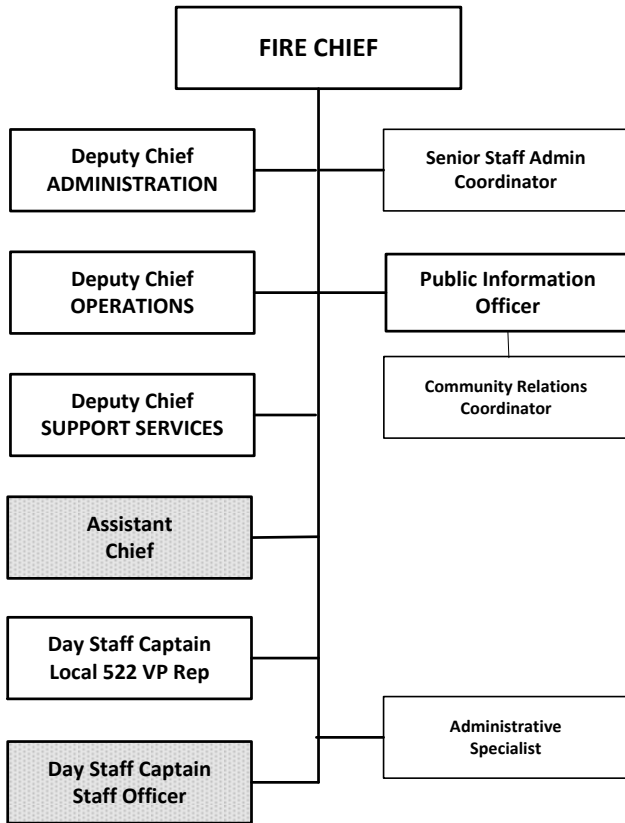 FIRE CHIEF
Deputy Chief
ADMINISTRATION
Senior Staff Admin
Coordinator
Deputy Chief
OPERATIONS
Public Information
Officer
Deputy Chief
SUPPORT SERVICES
Community Relations
Coordinator
Assistant
Chief
Day Staff Captain
Local 522 VP Rep
Administrative
Specialist
Day Staff Captain
Staff Officer